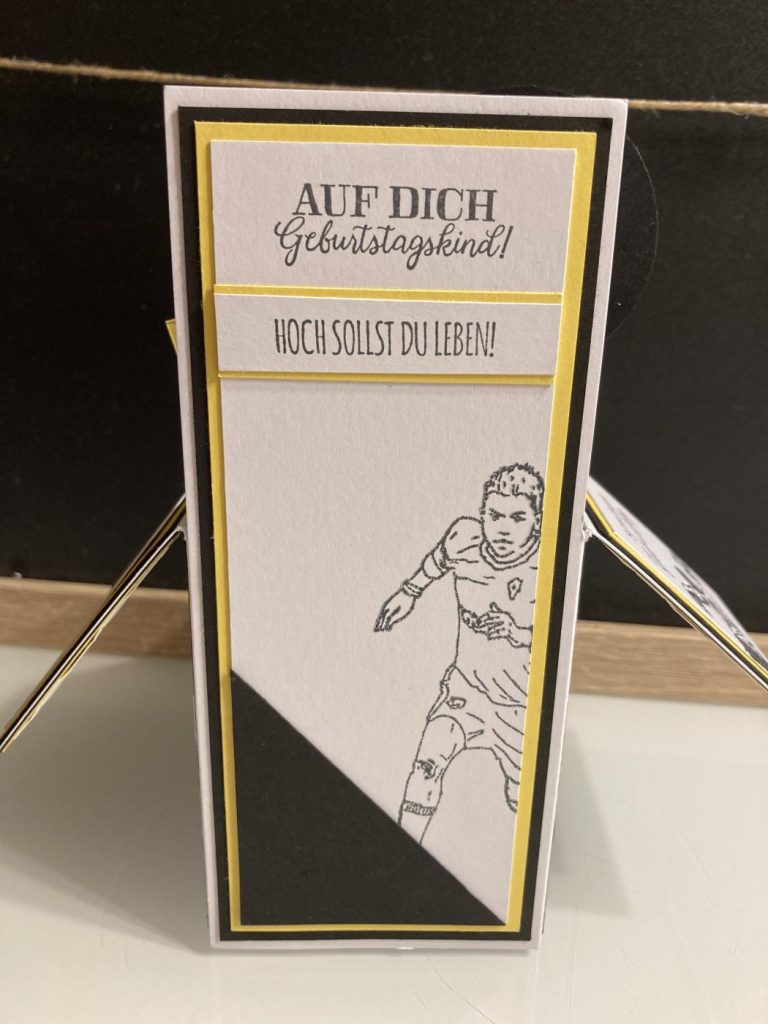 AUF DICH
Geburtstagskind!
HOCH SOLLST DU LEBEN!